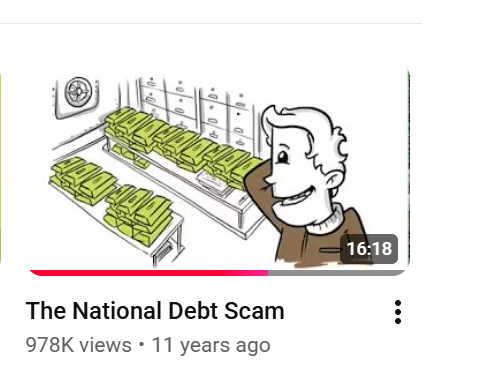 16:18
The National Debt Scam
978K views • 11 years ago